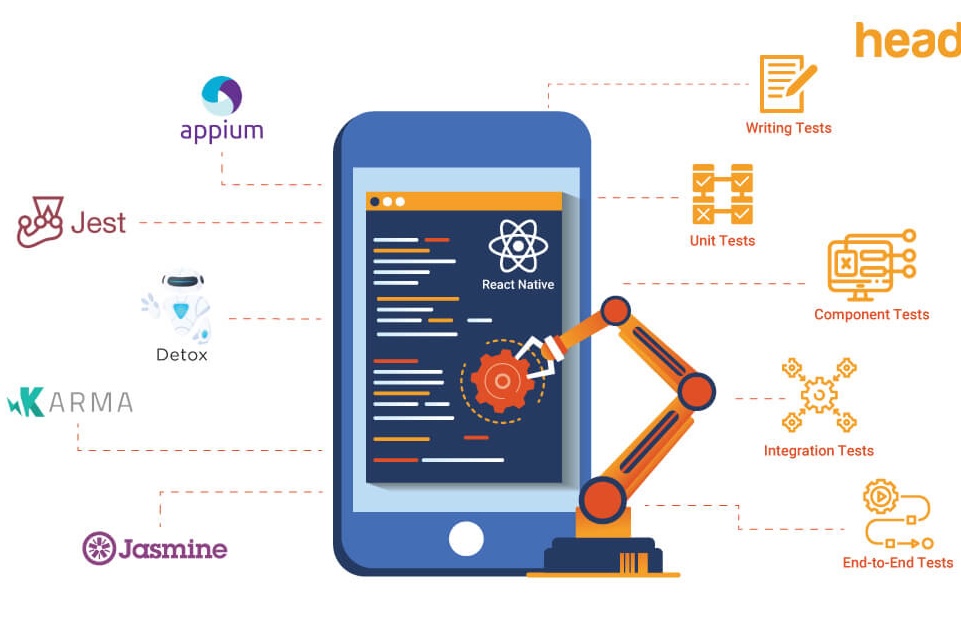 head
appium
Writing Tests
Jest
Unit Tests
React Native
Component Tests
Detox
KARMA
Integration Tests
Jasmine
End-to-End Tests